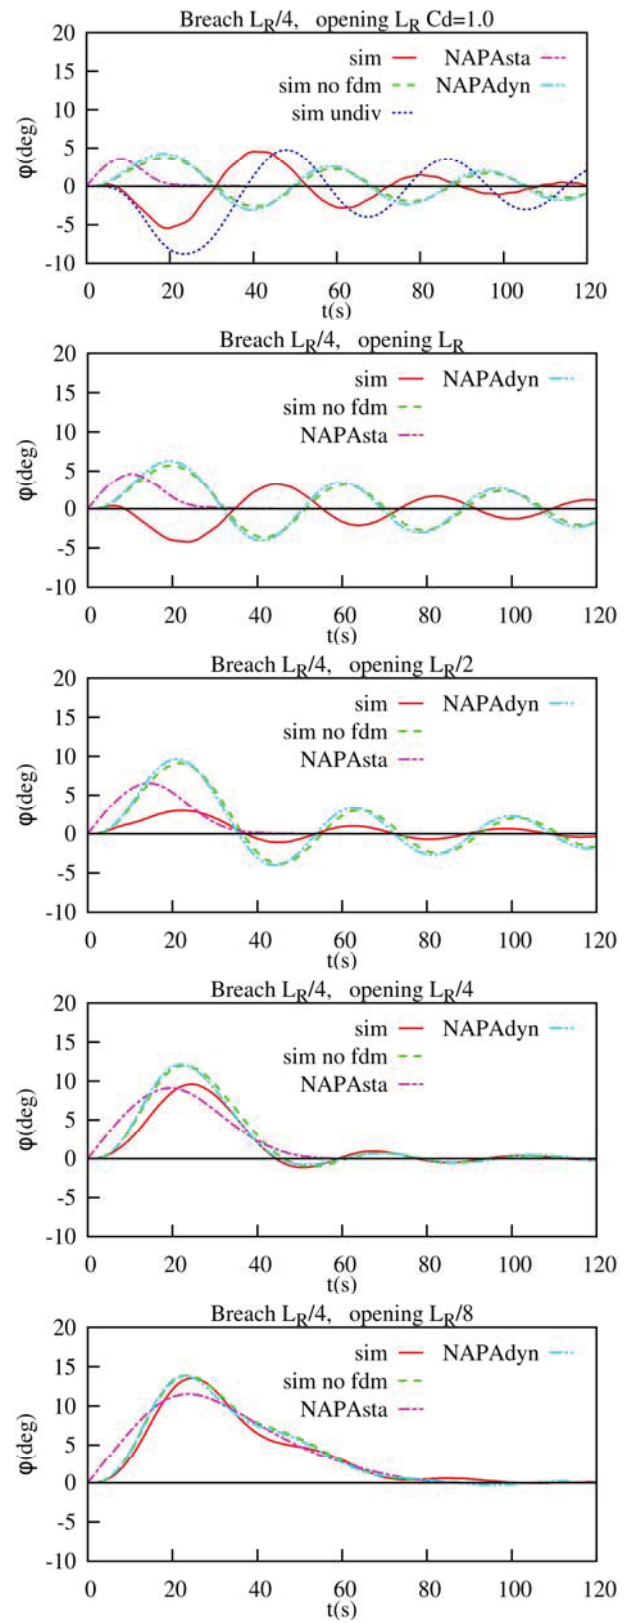 Breach L_R/4, opening L_R Cd=1.0
20
15
10
5
0
-5
-10
φ(deg)
sim
sim no fdm
sim undiv
NAPAsta
NAPAdyn
0 20 40 60 80 100 120
t(s)
Breach L_R/4, opening L_R
20
15
10
5
0
-5
-10
φ(deg)
sim
sim no fdm
NAPAsta
NAPAdyn
0 20 40 60 80 100 120
t(s)
Breach L_R/4, opening L_R/2
20
15
10
5
0
-5
-10
φ(deg)
sim
sim no fdm
NAPAsta
NAPAdyn
0 20 40 60 80 100 120
t(s)
Breach L_R/4, opening L_R/4
20
15
10
5
0
-5
-10
φ(deg)
sim
sim no fdm
NAPAsta
NAPAdyn
0 20 40 60 80 100 120
t(s)
Breach L_R/4, opening L_R/8
20
15
10
5
0
-5
-10
φ(deg)
sim
sim no fdm
NAPAsta
NAPAdyn
0 20 40 60 80 100 120
t(s)